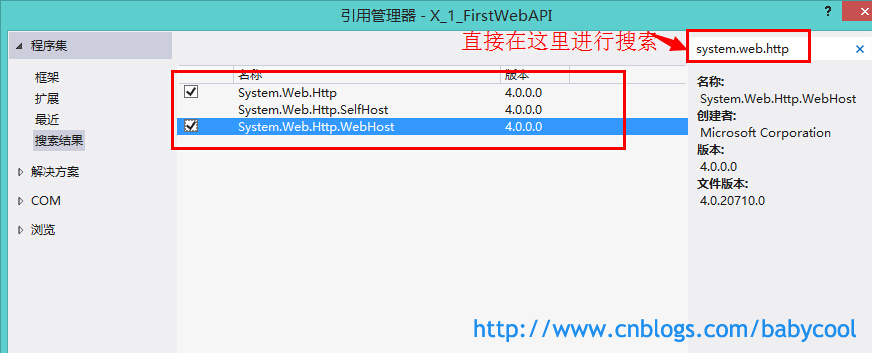 引用管理器 - X_1_FirstWebAPI
?
程序集
框架
扩展
最近
搜索结果
解决方案
COM
浏览
直接在这里进行搜索
system.web.http
名称 版本
System.Web.Http 4.0.0.0
System.Web.Http.SelfHost 4.0.0.0
System.Web.Http.WebHost 4.0.0.0
名称:
System.Web.Http.WebHost
创建者:
Microsoft Corporation
版本:
4.0.0.0
文件版本:
4.0.20710.0
http://www.cnblogs.com/babycool